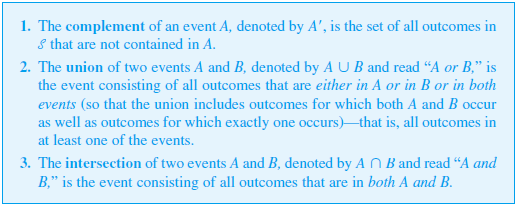 1. The complement of an event A, denoted by A′, is the set of all outcomes in
𝒮 that are not contained in A.
2. The union of two events A and B, denoted by A ∪ B and read “A or B,” is
the event consisting of all outcomes that are either in A or in B or in both
events (so that the union includes outcomes for which both A and B occur
as well as outcomes for which exactly one occurs)—that is, all outcomes in
at least one of the events.
3. The intersection of two events A and B, denoted by A ∩ B and read “A and
B,” is the event consisting of all outcomes that are in both A and B.